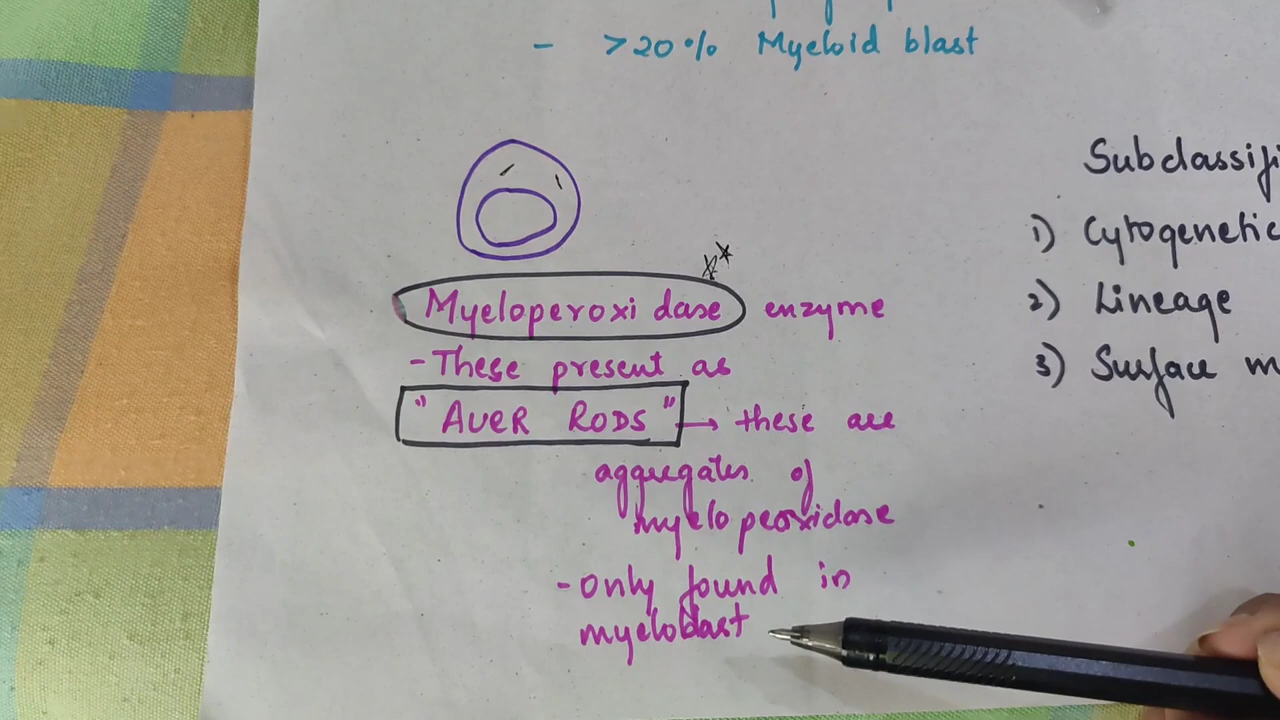 - >20% Myeloid blast
Myeloperoxidase enzyme
- These present as
"AUER RODS" → these are
aggregates of
myeloperoxidase
- only found in
myeloblast
Subclassifi
1) Cytogenetic
2) Lineage
3) Surface m